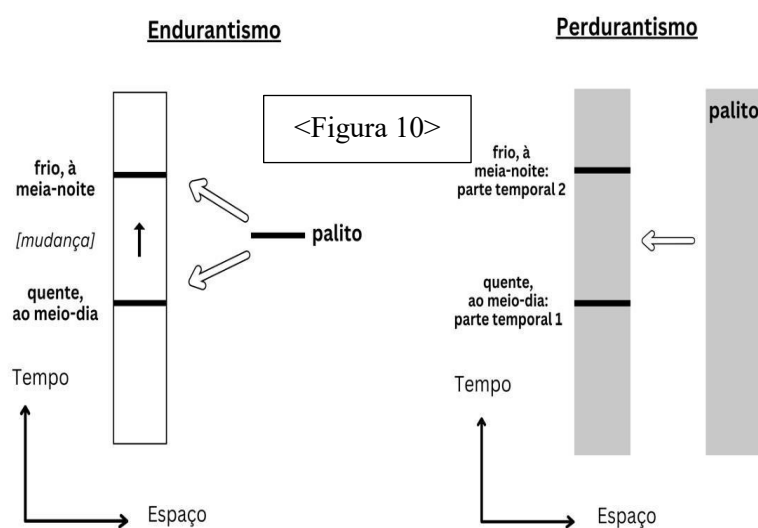 Endurantismo
<Figura 10>
frio, à
meia-noite
[mudança]
palito
quente,
ao meio-dia
Tempo
Espaço
Perdurantismo
palito
frio, à
meia-noite:
parte temporal 2
quente,
ao meio-dia:
parte temporal 1
Tempo
Espaço